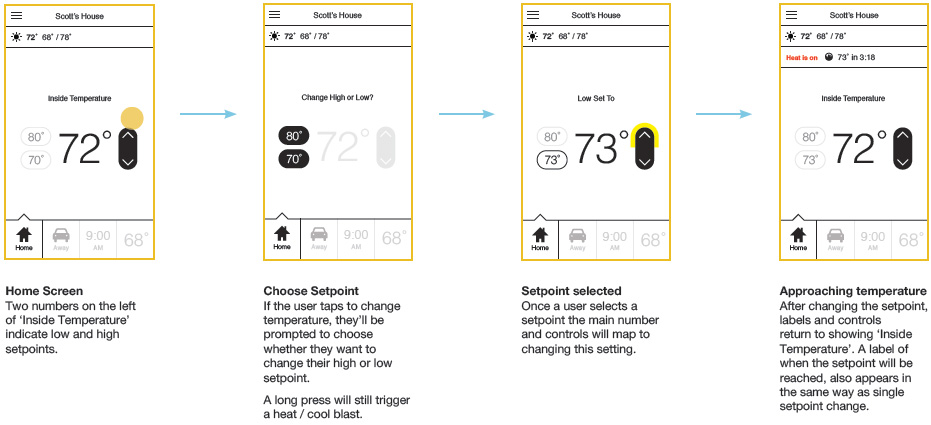 Scott's House
72° 68° / 78°
Inside Temperature
80°
70°
72°
Home
Away
9:00
AM
68°
Home Screen
Two numbers on the left
of ‘Inside Temperature’
indicate low and high
setpoints.
Scott's House
72° 68° / 78°
Change High or Low?
80°
70°
72°
Home
Away
9:00
AM
68°
Choose Setpoint
If the user taps to change
temperature, they’ll be
prompted to choose
whether they want to
change their high or low
setpoint.
A long press will still trigger
a heat / cool blast.
Scott's House
72° 68° / 78°
Low Set To
80°
73°
73°
Home
Away
9:00
AM
68°
Setpoint selected
Once a user selects a
setpoint the main number
and controls will map to
changing this setting.
Scott's House
72° 68° / 78°
Heat is on 73° in 3:18
Inside Temperature
80°
73°
72°
Home
Away
9:00
AM
68°
Approaching temperature
After changing the setpoint,
labels and controls
return to showing ‘Inside
Temperature’. A label of
when the setpoint will be
reached, also appears in
the same way as single
setpoint change.